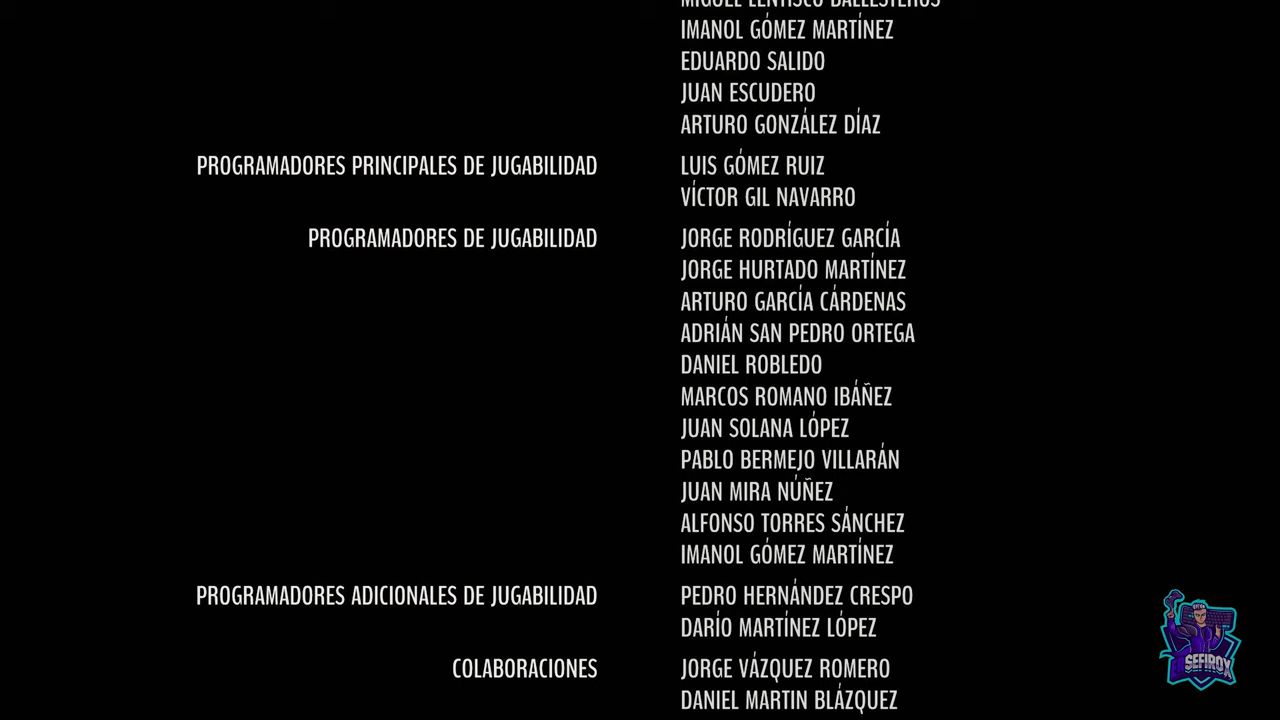 MIGUEL LENTISCO BALLESTEROS
IMANOL GÓMEZ MARTÍNEZ
EDUARDO SALIDO
JUAN ESCUDERO
ARTURO GONZÁLEZ DÍAZ
PROGRAMADORES PRINCIPALES DE JUGABILIDAD LUIS GÓMEZ RUIZ
VÍCTOR GIL NAVARRO
PROGRAMADORES DE JUGABILIDAD JORGE RODRÍGUEZ GARCÍA
JORGE HURTADO MARTÍNEZ
ARTURO GARCÍA CÁRDENAS
ADRIÁN SAN PEDRO ORTEGA
DANIEL ROBLEDO
MARCOS ROMANO IBÁÑEZ
JUAN SOLANA LÓPEZ
PABLO BERMEJO VILLARÁN
JUAN MIRA NÚÑEZ
ALFONSO TORRES SÁNCHEZ
IMANOL GÓMEZ MARTÍNEZ
PROGRAMADORES ADICIONALES DE JUGABILIDAD PEDRO HERNÁNDEZ CRESPO
DARÍO MARTÍNEZ LÓPEZ
COLABORACIONES JORGE VÁZQUEZ ROMERO
DANIEL MARTIN BLÁZQUEZ
SEFIROX